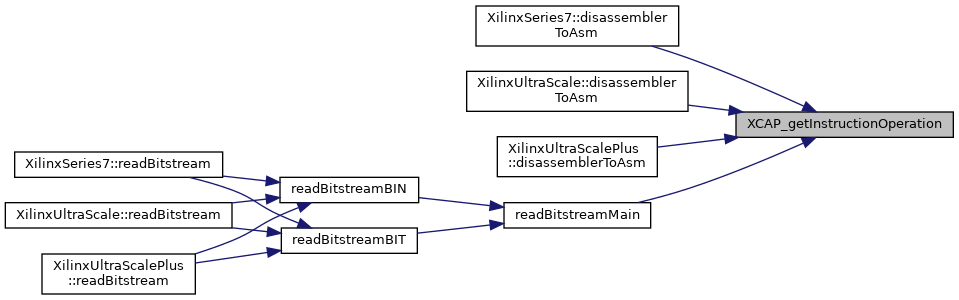 XilinxSeries7::disassembler
ToAsm
XilinxUltraScale::disassembler
ToAsm
XCAP_getInstructionOperation
XilinxUltraScalePlus
::disassemblerToAsm
XilinxSeries7::readBitstream
readBitstreamBIN
XilinxUltraScale::readBitstream
readBitstreamMain
readBitstreamBIT
XilinxUltraScalePlus
::readBitstream